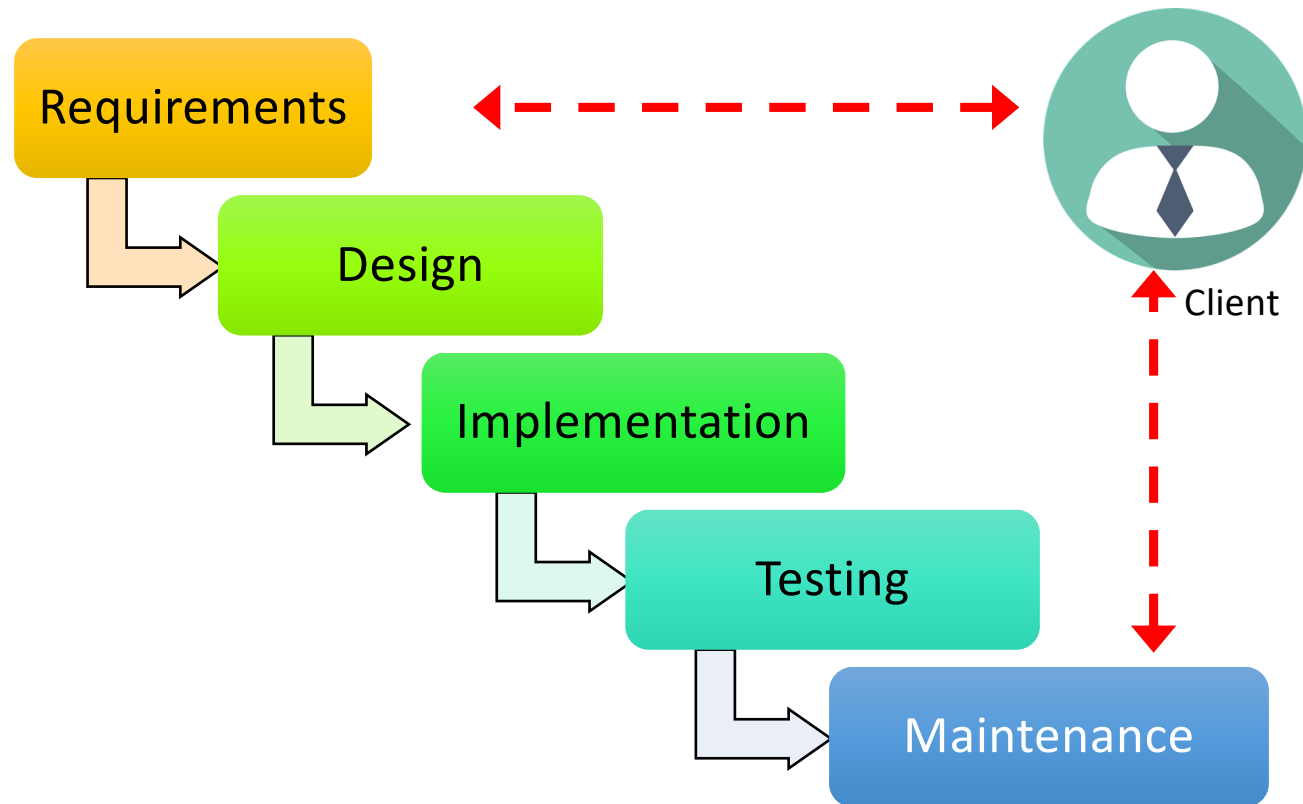 Requirements
Design
Client
Implementation
Testing
Maintenance